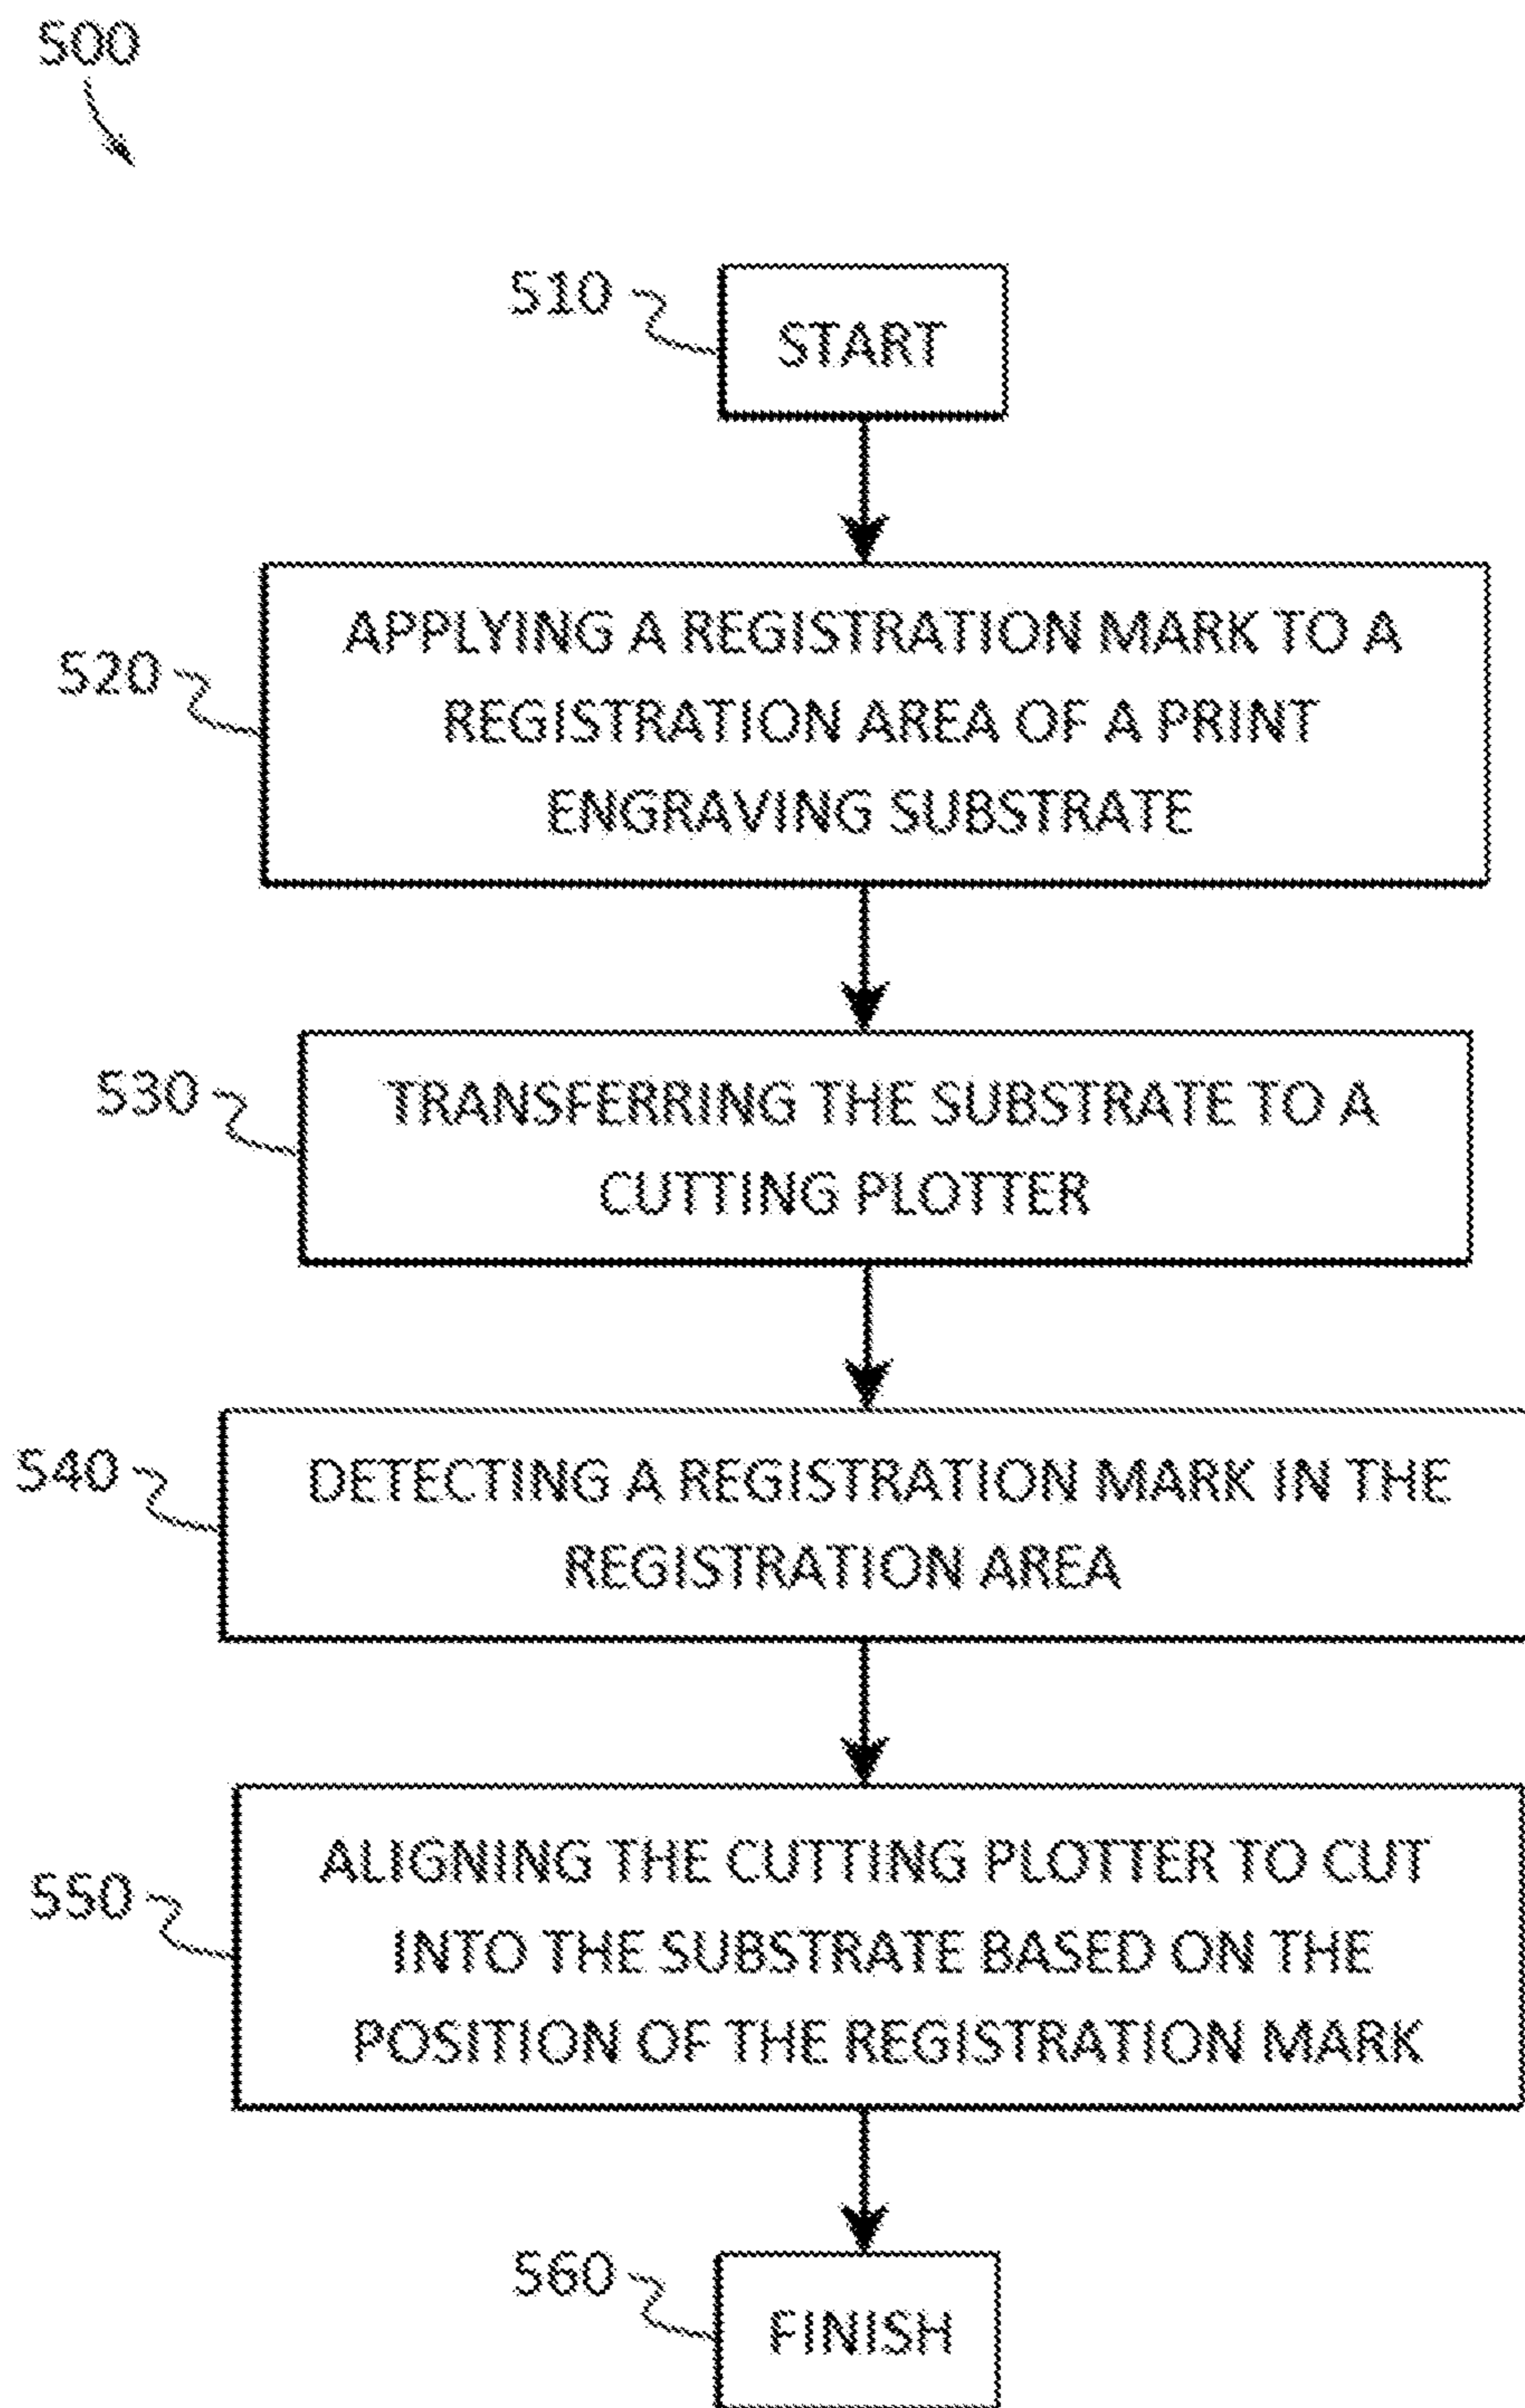 500
510
START
520
APPLYING A REGISTRATION MARK TO A
REGISTRATION AREA OF A PRINT
ENGRAVING SUBSTRATE
530
TRANSFERRING THE SUBSTRATE TO A
CUTTING PLOTTER
540
DETECTING A REGISTRATION MARK IN THE
REGISTRATION AREA
550
ALIGNING THE CUTTING PLOTTER TO CUT
INTO THE SUBSTRATE BASED ON THE
POSITION OF THE REGISTRATION MARK
560
FINISH